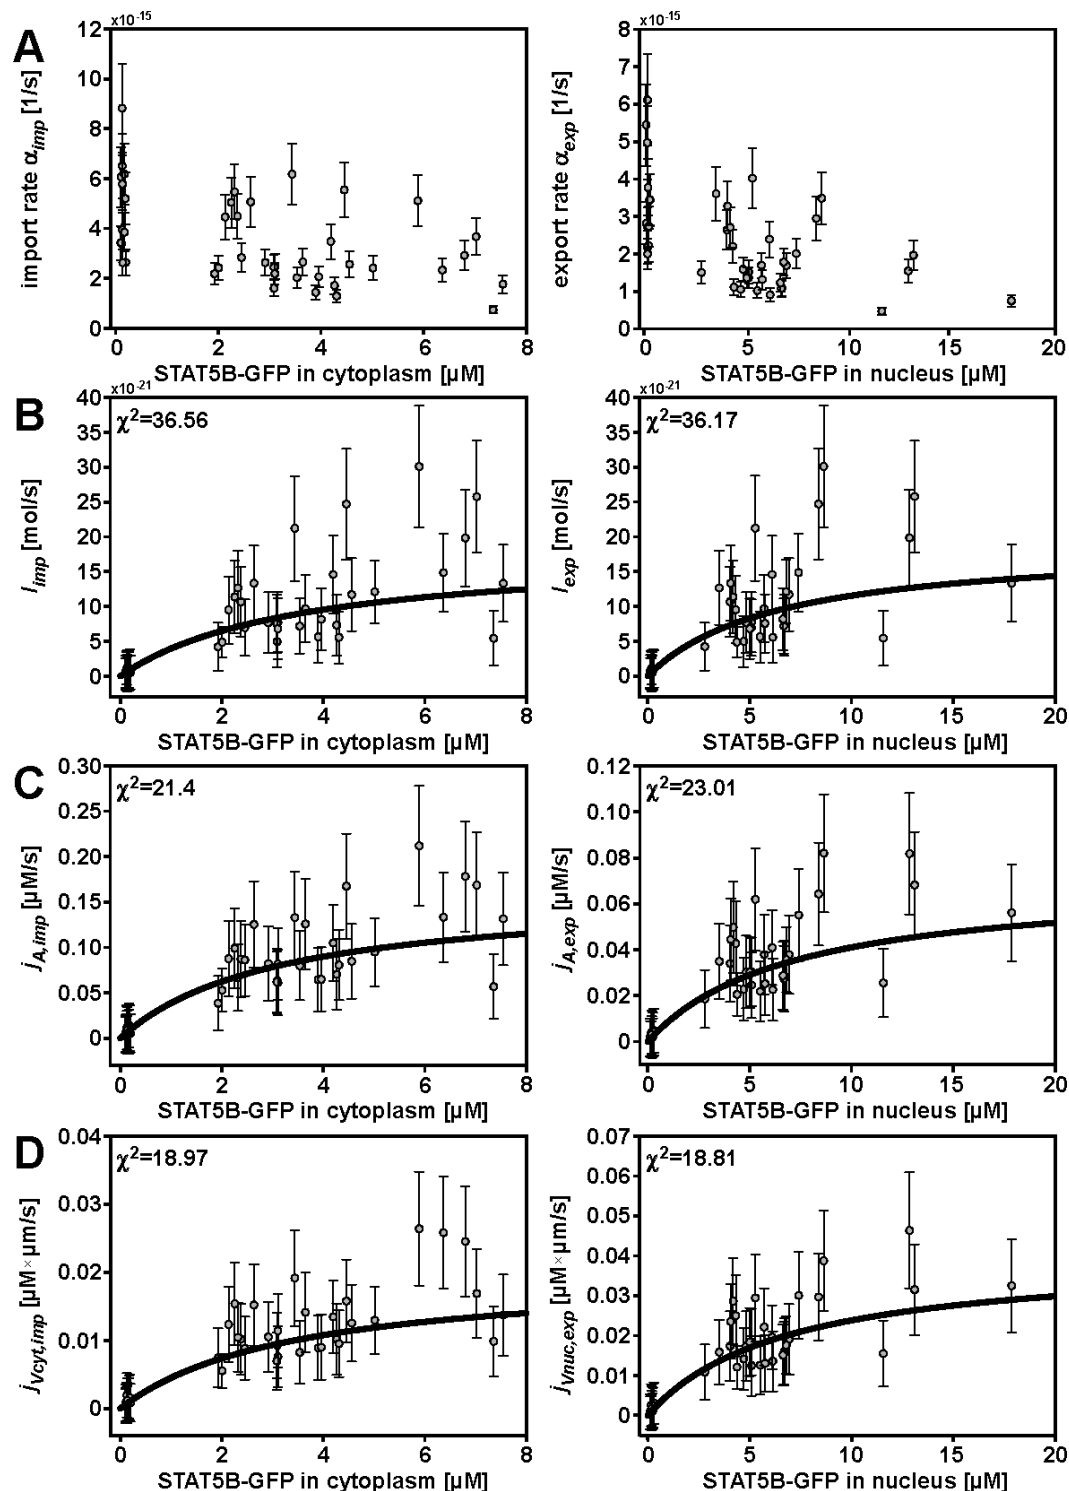 A
x10-15
12
10
8
6
4
2
0
import rate αimp [1/s]
0 2 4 6 8
STAT5B-GFP in cytoplasm [µM]
x10-15
8
7
6
5
4
3
2
1
0
export rate αexp [1/s]
0 5 10 15 20
STAT5B-GFP in nucleus [µM]
B
x10-21
χ2=36.56
40
35
30
25
20
15
10
5
0
Iimp [mol/s]
0 2 4 6 8
STAT5B-GFP in cytoplasm [µM]
x10-21
χ2=36.17
40
35
30
25
20
15
10
5
0
Iexp [mol/s]
0 5 10 15 20
STAT5B-GFP in nucleus [µM]
C
χ2=21.4
0.30
0.25
0.20
0.15
0.10
0.05
0
jA,imp [µM/s]
0 2 4 6 8
STAT5B-GFP in cytoplasm [µM]
χ2=23.01
0.12
0.10
0.08
0.06
0.04
0.02
0
jA,exp [µM/s]
0 5 10 15 20
STAT5B-GFP in nucleus [µM]
D
χ2=18.97
0.04
0.03
0.02
0.01
0
jVcyt,imp [µM×µm/s]
0 2 4 6 8
STAT5B-GFP in cytoplasm [µM]
χ2=18.81
0.07
0.06
0.05
0.04
0.03
0.02
0.01
0
jVnuc,exp [µM×µm/s]
0 5 10 15 20
STAT5B-GFP in nucleus [µM]